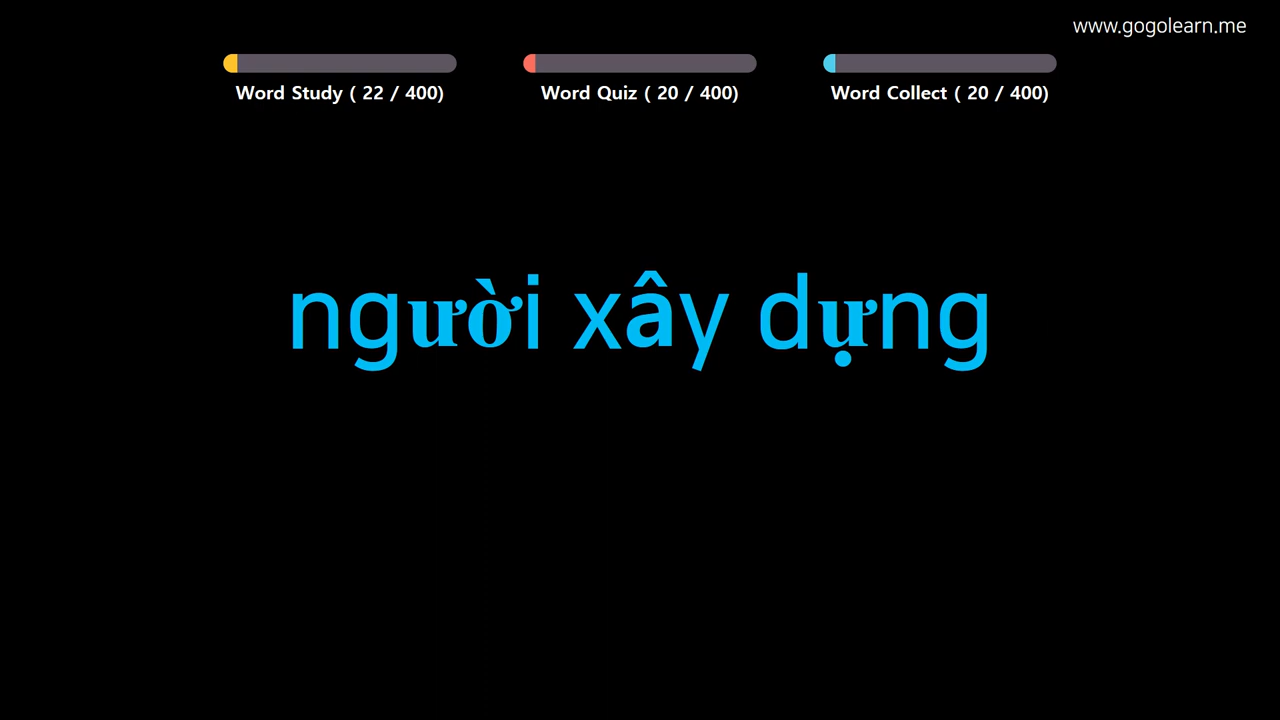 www.gogolearn.me
Word Study ( 22 / 400)
Word Quiz ( 20 / 400)
Word Collect ( 20 / 400)
người xây dựng